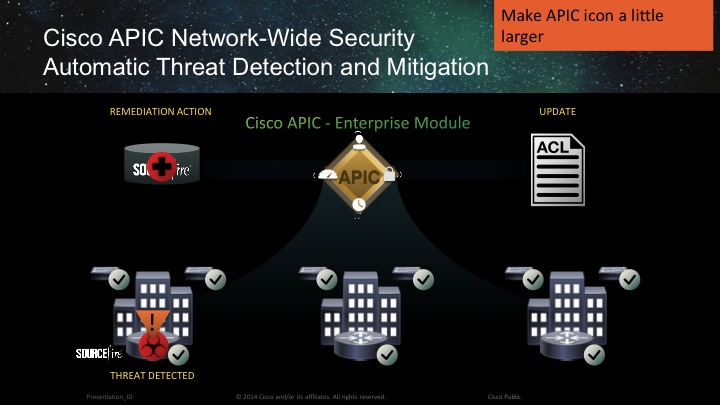 Make APIC icon a little
larger
Cisco APIC Network-Wide Security
Automatic Threat Detection and Mitigation
REMEDIATION ACTION
Cisco APIC - Enterprise Module
UPDATE
ACL
APIC
SOURCEfire
THREAT DETECTED
Presentation_ID
© 2014 Cisco and/or its affiliates. All rights reserved.
Cisco Public